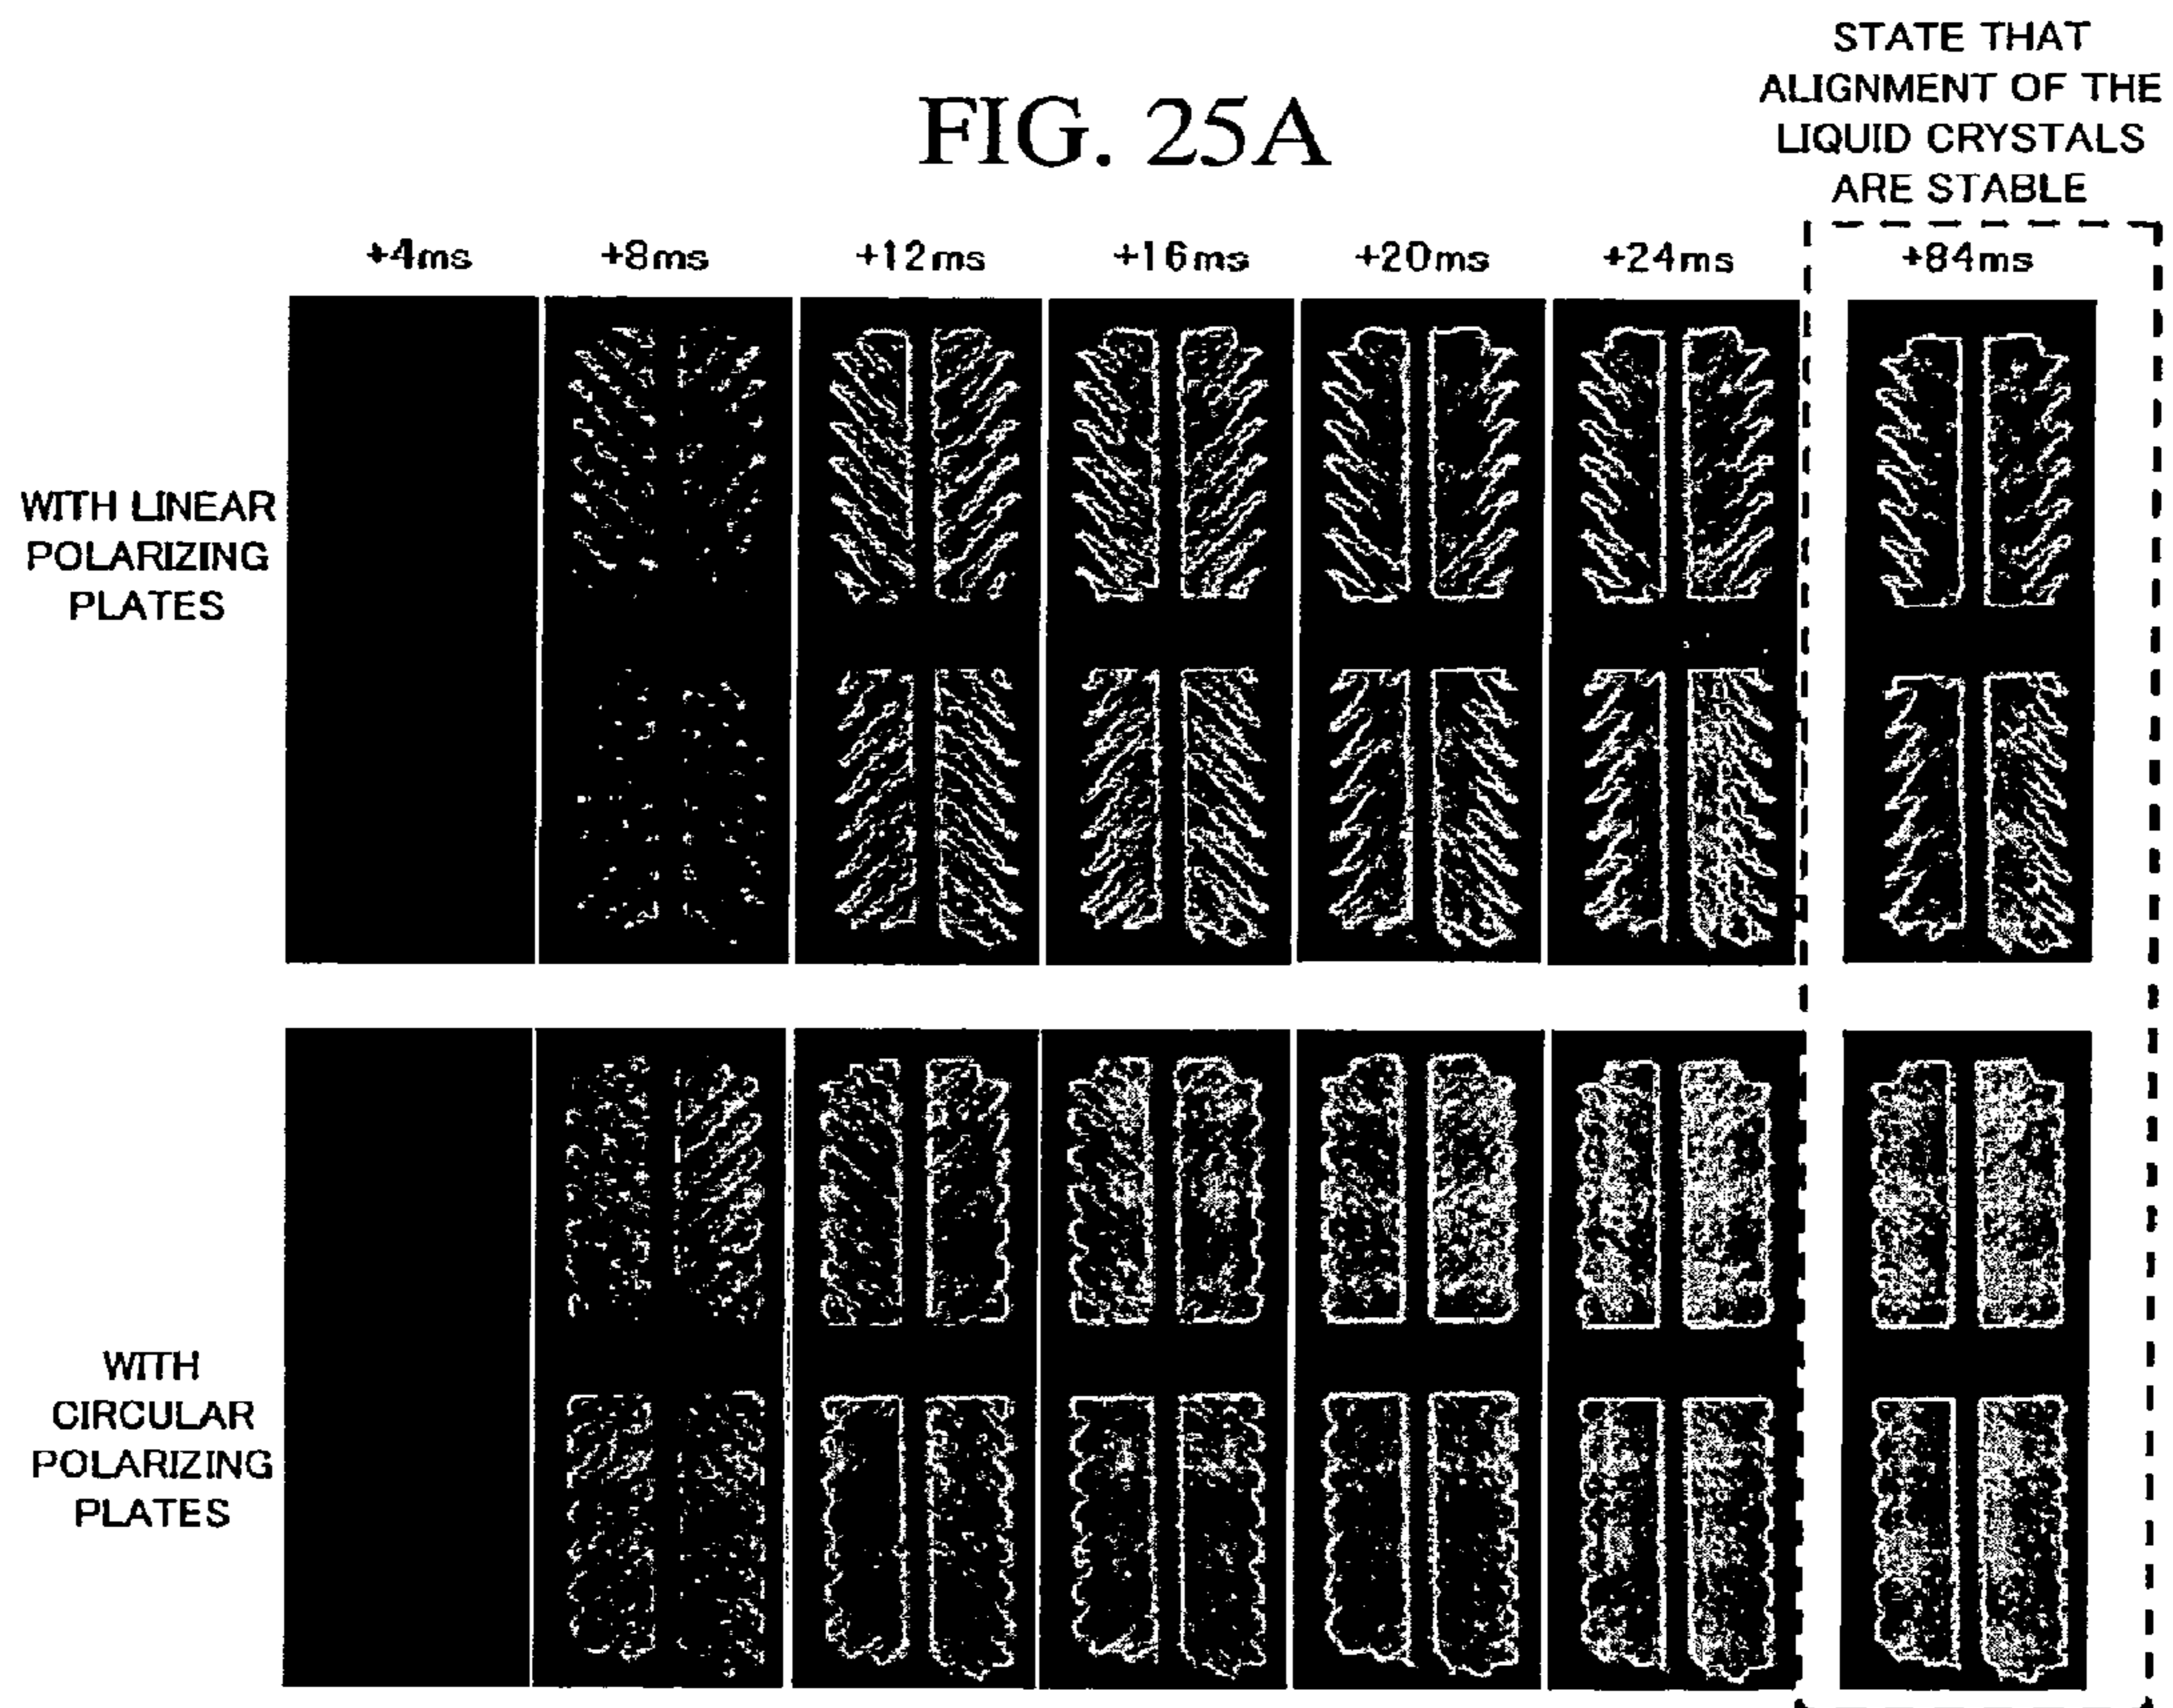 FIG. 25A
STATE THAT
ALIGNMENT OF THE
LIQUID CRYSTALS
ARE STABLE
+4ms +8ms +12ms +16ms +20ms +24ms +84ms
WITH LINEAR
POLARIZING
PLATES
WITH
CIRCULAR
POLARIZING
PLATES